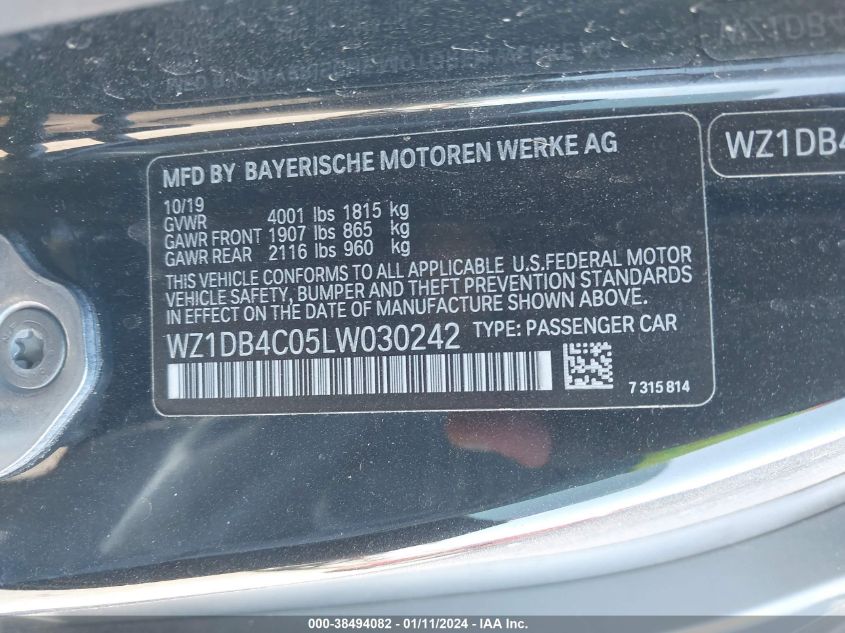 MFD BY BAYERISCHE MOTOREN WERKE AG
10/19
GVWR 4001 lbs 1815 kg
GAWR FRONT 1907 lbs 865 kg
GAWR REAR 2116 lbs 960 kg
THIS VEHICLE CONFORMS TO ALL APPLICABLE U.S.FEDERAL MOTOR
VEHICLE SAFETY, BUMPER AND THEFT PREVENTION STANDARDS
IN EFFECT ON THE DATE OF MANUFACTURE SHOWN ABOVE.
WZ1DB4C05LW030242 TYPE: PASSENGER CAR
7 315 814
WZ1DB4
000-38494082 - 01/11/2024 - IAAI Inc.